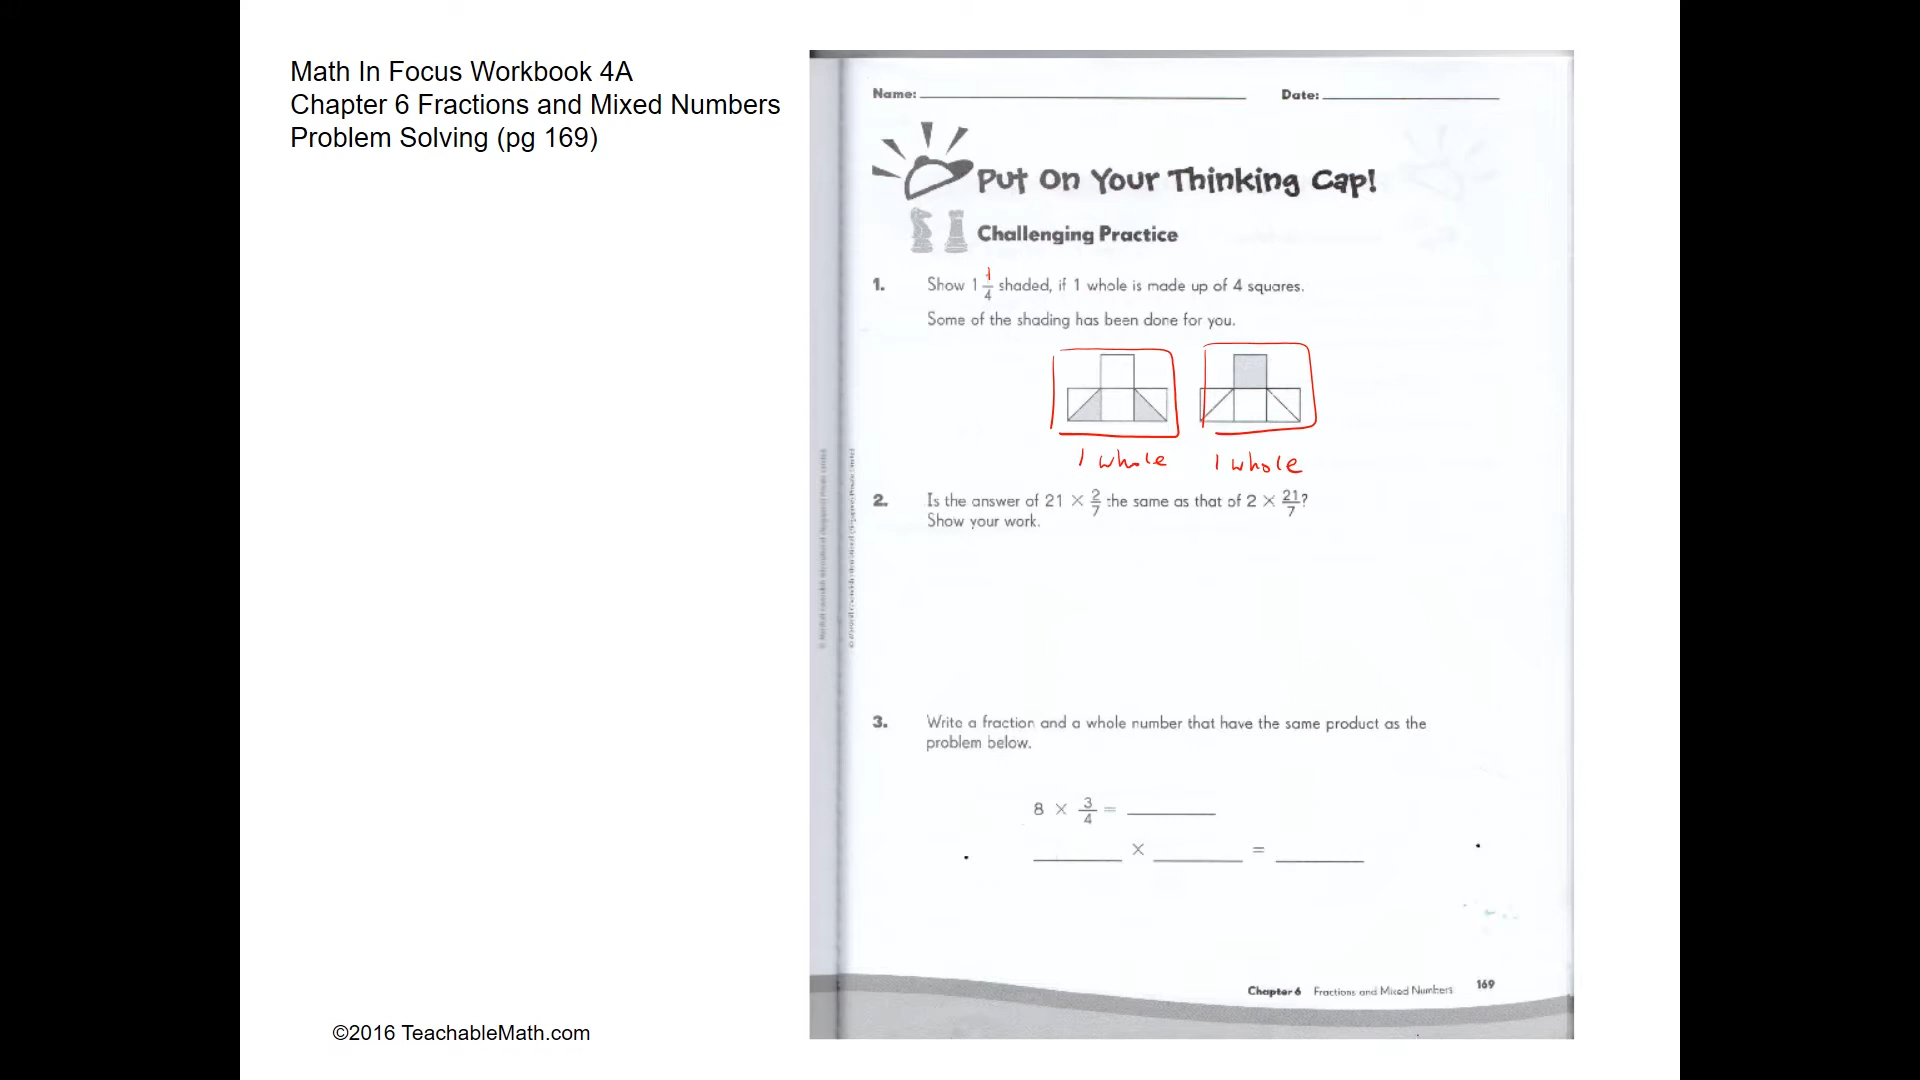 Math In Focus Workbook 4A
Chapter 6 Fractions and Mixed Numbers
Problem Solving (pg 169)
Name: Date:
Put On Your Thinking Cap!
Challenging Practice
1. Show 1 1/4 shaded, if 1 whole is made up of 4 squares.
Some of the shading has been done for you.
1 whole 1 whole
2. Is the answer of 21 × 2/7 the same as that of 2 × 21/7?
Show your work.
3. Write a fraction and a whole number that have the same product as the
problem below.
8 × 3/4 =
× =
Chapter 6 Fractions and Mixed Numbers 169
©2016 TeachableMath.com